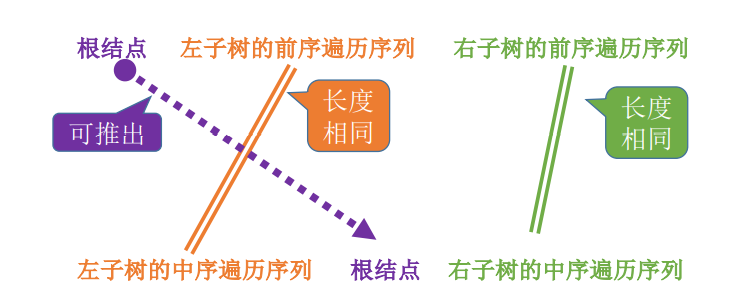 根结点 左子树的前序遍历序列 右子树的前序遍历序列
可推出
长度
相同
长度
相同
左子树的中序遍历序列 根结点 右子树的中序遍历序列